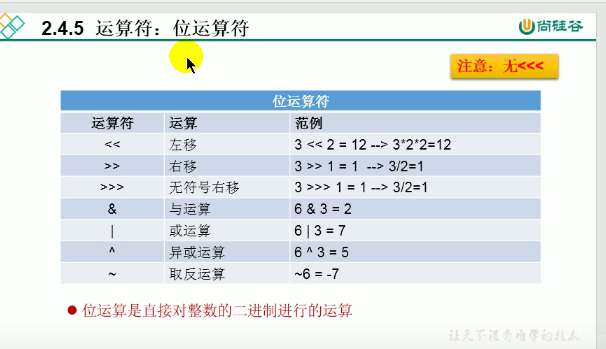 2.4.5 运算符：位运算符
尚硅谷
注意：无<<<
位运算符
运算符 运算 范例
<< 左移 3 << 2 = 12 --> 3*2*2=12
>> 右移 3 >> 1 = 1 --> 3/2=1
>>> 无符号右移 3 >>> 1 = 1 --> 3/2=1
& 与运算 6 & 3 = 2
| 或运算 6 | 3 = 7
^ 异或运算 6 ^ 3 = 5
~ 取反运算 ~6 = -7
● 位运算是直接对整数的二进制进行的运算
让天下没有难学的技术